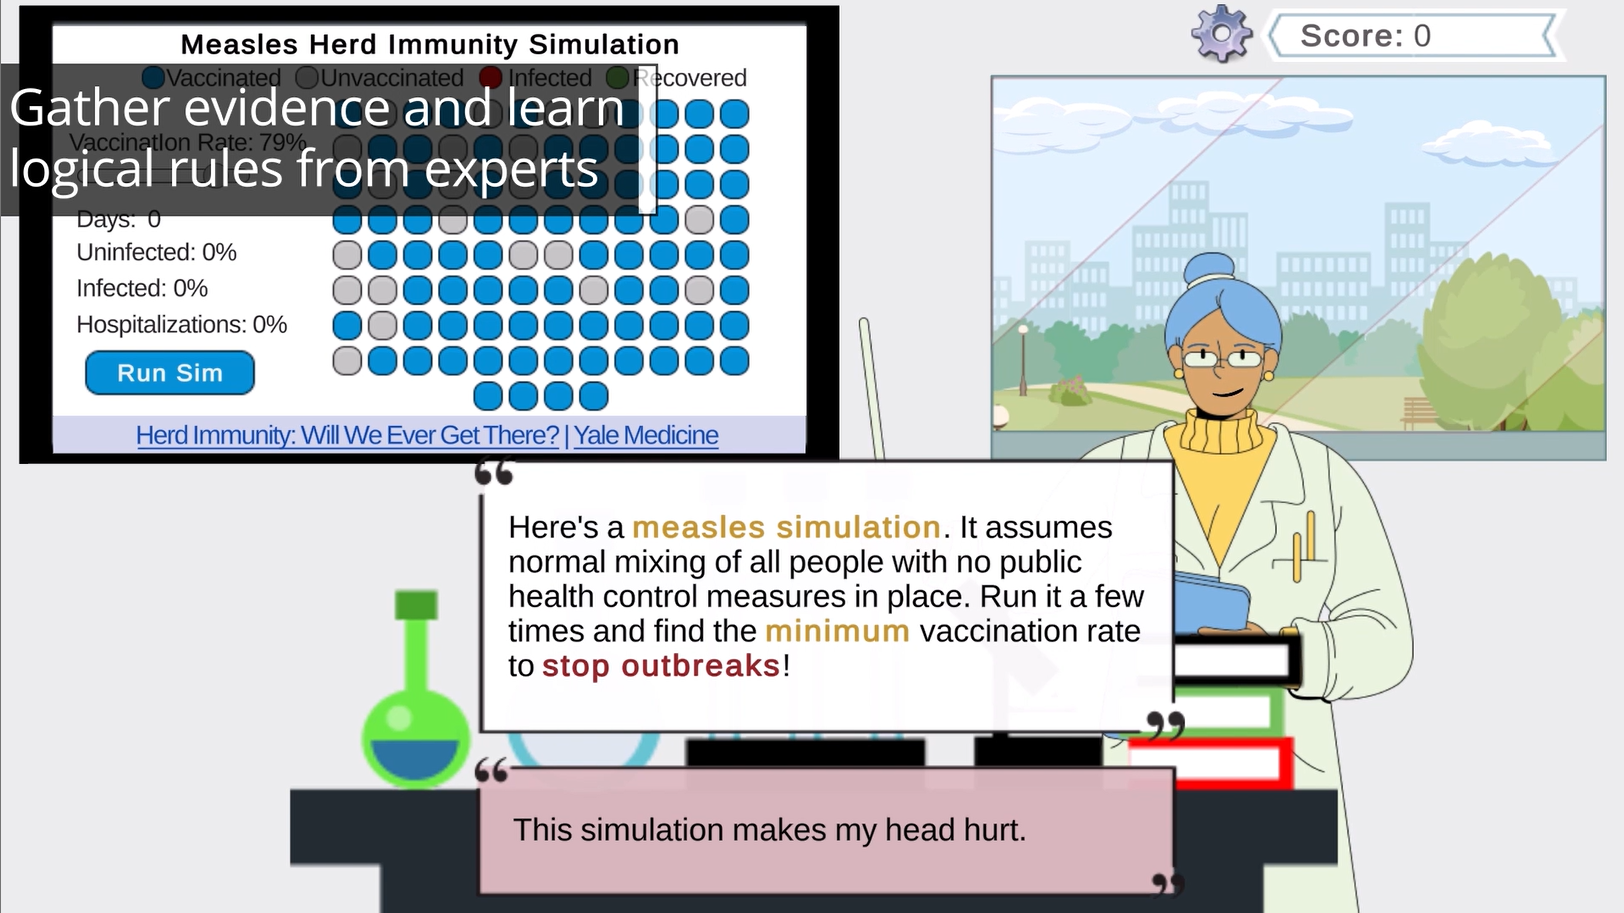 Measles Herd Immunity Simulation
Vaccinated Unvaccinated Infected Recovered
Gather evidence and learn
logical rules from experts
Vaccination Rate: 79%
Days: 0
Uninfected: 0%
Infected: 0%
Hospitalizations: 0%
Run Sim
Herd Immunity: Will We Ever Get There? | Yale Medicine
Score: 0
“
Here's a measles simulation. It assumes
normal mixing of all people with no public
health control measures in place. Run it a few
times and find the minimum vaccination rate
to stop outbreaks!
”
“
This simulation makes my head hurt.
”